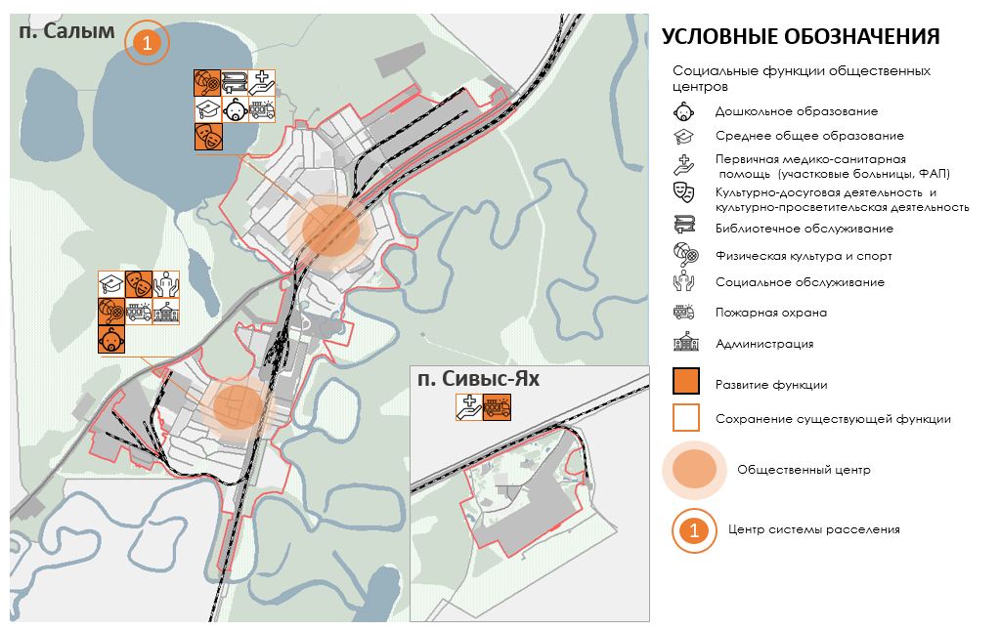 п. Салым
1
п. Сивыс-Ях
УСЛОВНЫЕ ОБОЗНАЧЕНИЯ
Социальные функции общественных
центров
Дошкольное образование
Среднее общее образование
Первичная медико-санитарная
помощь (участковые больницы, ФАП)
Культурно-досуговая деятельность и
культурно-просветительская деятельность
Библиотечное обслуживание
Физическая культура и спорт
Социальное обслуживание
Пожарная охрана
Администрация
Развитие функции
Сохранение существующей функции
Общественный центр
1
Центр системы расселения